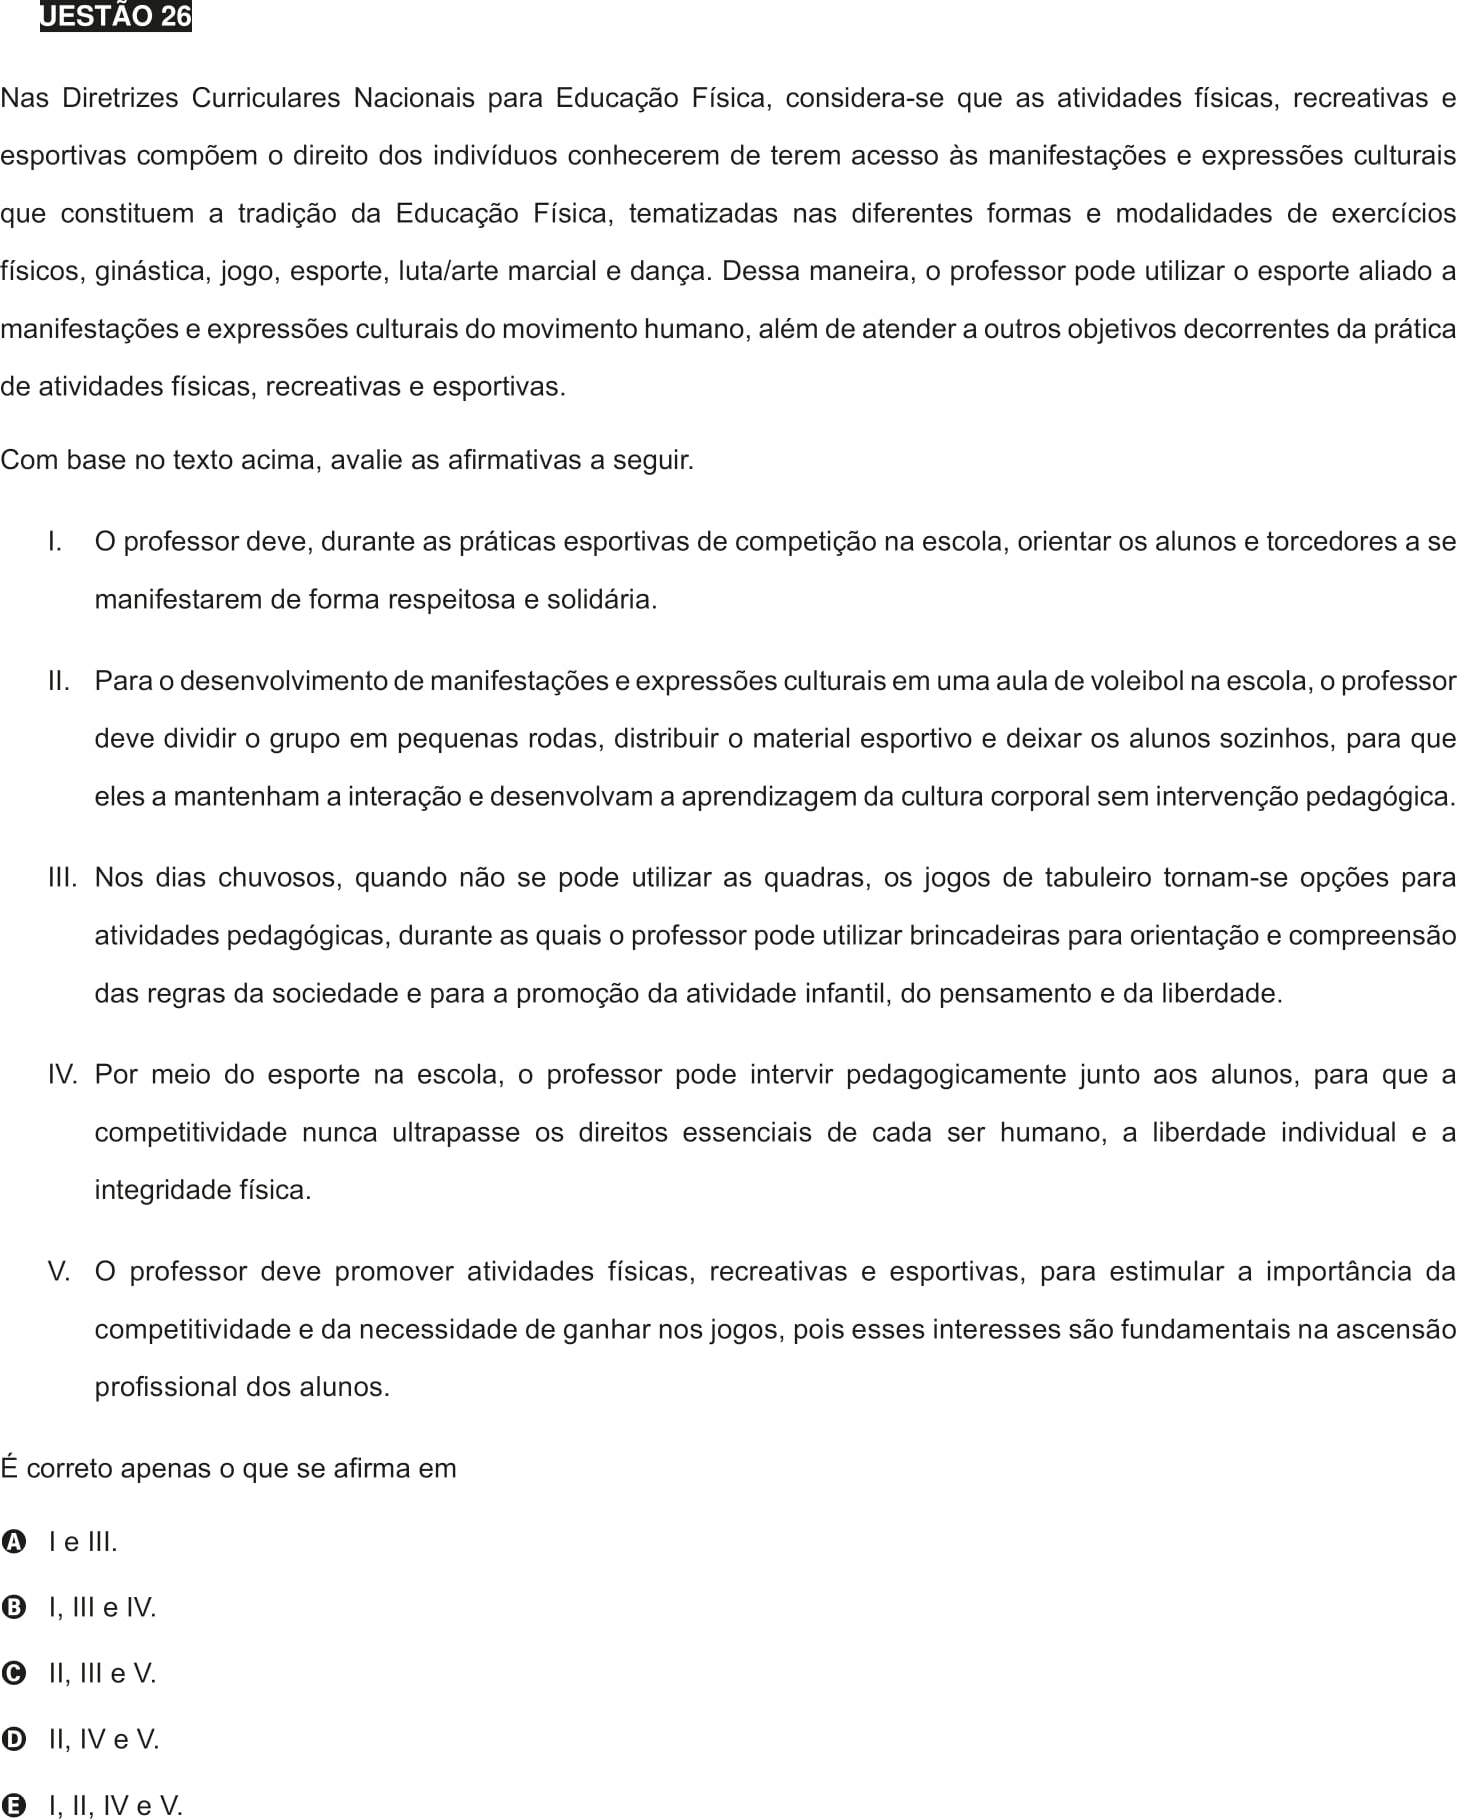 UESTÃO 26
Nas Diretrizes Curriculares Nacionais para Educação Física, considera-se que as atividades físicas, recreativas e
esportivas compõem o direito dos indivíduos conhecerem de terem acesso às manifestações e expressões culturais
que constituem a tradição da Educação Física, tematizadas nas diferentes formas e modalidades de exercícios
físicos, ginástica, jogo, esporte, luta/arte marcial e dança. Dessa maneira, o professor pode utilizar o esporte aliado a
manifestações e expressões culturais do movimento humano, além de atender a outros objetivos decorrentes da prática
de atividades físicas, recreativas e esportivas.
Com base no texto acima, avalie as afirmativas a seguir.
I. O professor deve, durante as práticas esportivas de competição na escola, orientar os alunos e torcedores a se
manifestarem de forma respeitosa e solidária.
II. Para o desenvolvimento de manifestações e expressões culturais em uma aula de voleibol na escola, o professor
deve dividir o grupo em pequenas rodas, distribuir o material esportivo e deixar os alunos sozinhos, para que
eles a mantenham a interação e desenvolvam a aprendizagem da cultura corporal sem intervenção pedagógica.
III. Nos dias chuvosos, quando não se pode utilizar as quadras, os jogos de tabuleiro tornam-se opções para
atividades pedagógicas, durante as quais o professor pode utilizar brincadeiras para orientação e compreensão
das regras da sociedade e para a promoção da atividade infantil, do pensamento e da liberdade.
IV. Por meio do esporte na escola, o professor pode intervir pedagogicamente junto aos alunos, para que a
competitividade nunca ultrapasse os direitos essenciais de cada ser humano, a liberdade individual e a
integridade física.
V. O professor deve promover atividades físicas, recreativas e esportivas, para estimular a importância da
competitividade e da necessidade de ganhar nos jogos, pois esses interesses são fundamentais na ascensão
profissional dos alunos.
É correto apenas o que se afirma em
A I e III.
B I, III e IV.
C II, III e V.
D II, IV e V.
E I, II, IV e V.